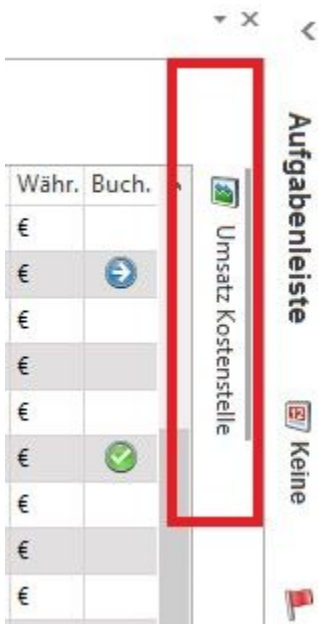 Währ. Buch.
€
€
€
€
€
€
€
€
€
Umsatz Kostenstelle
Aufgabenleiste
Keine